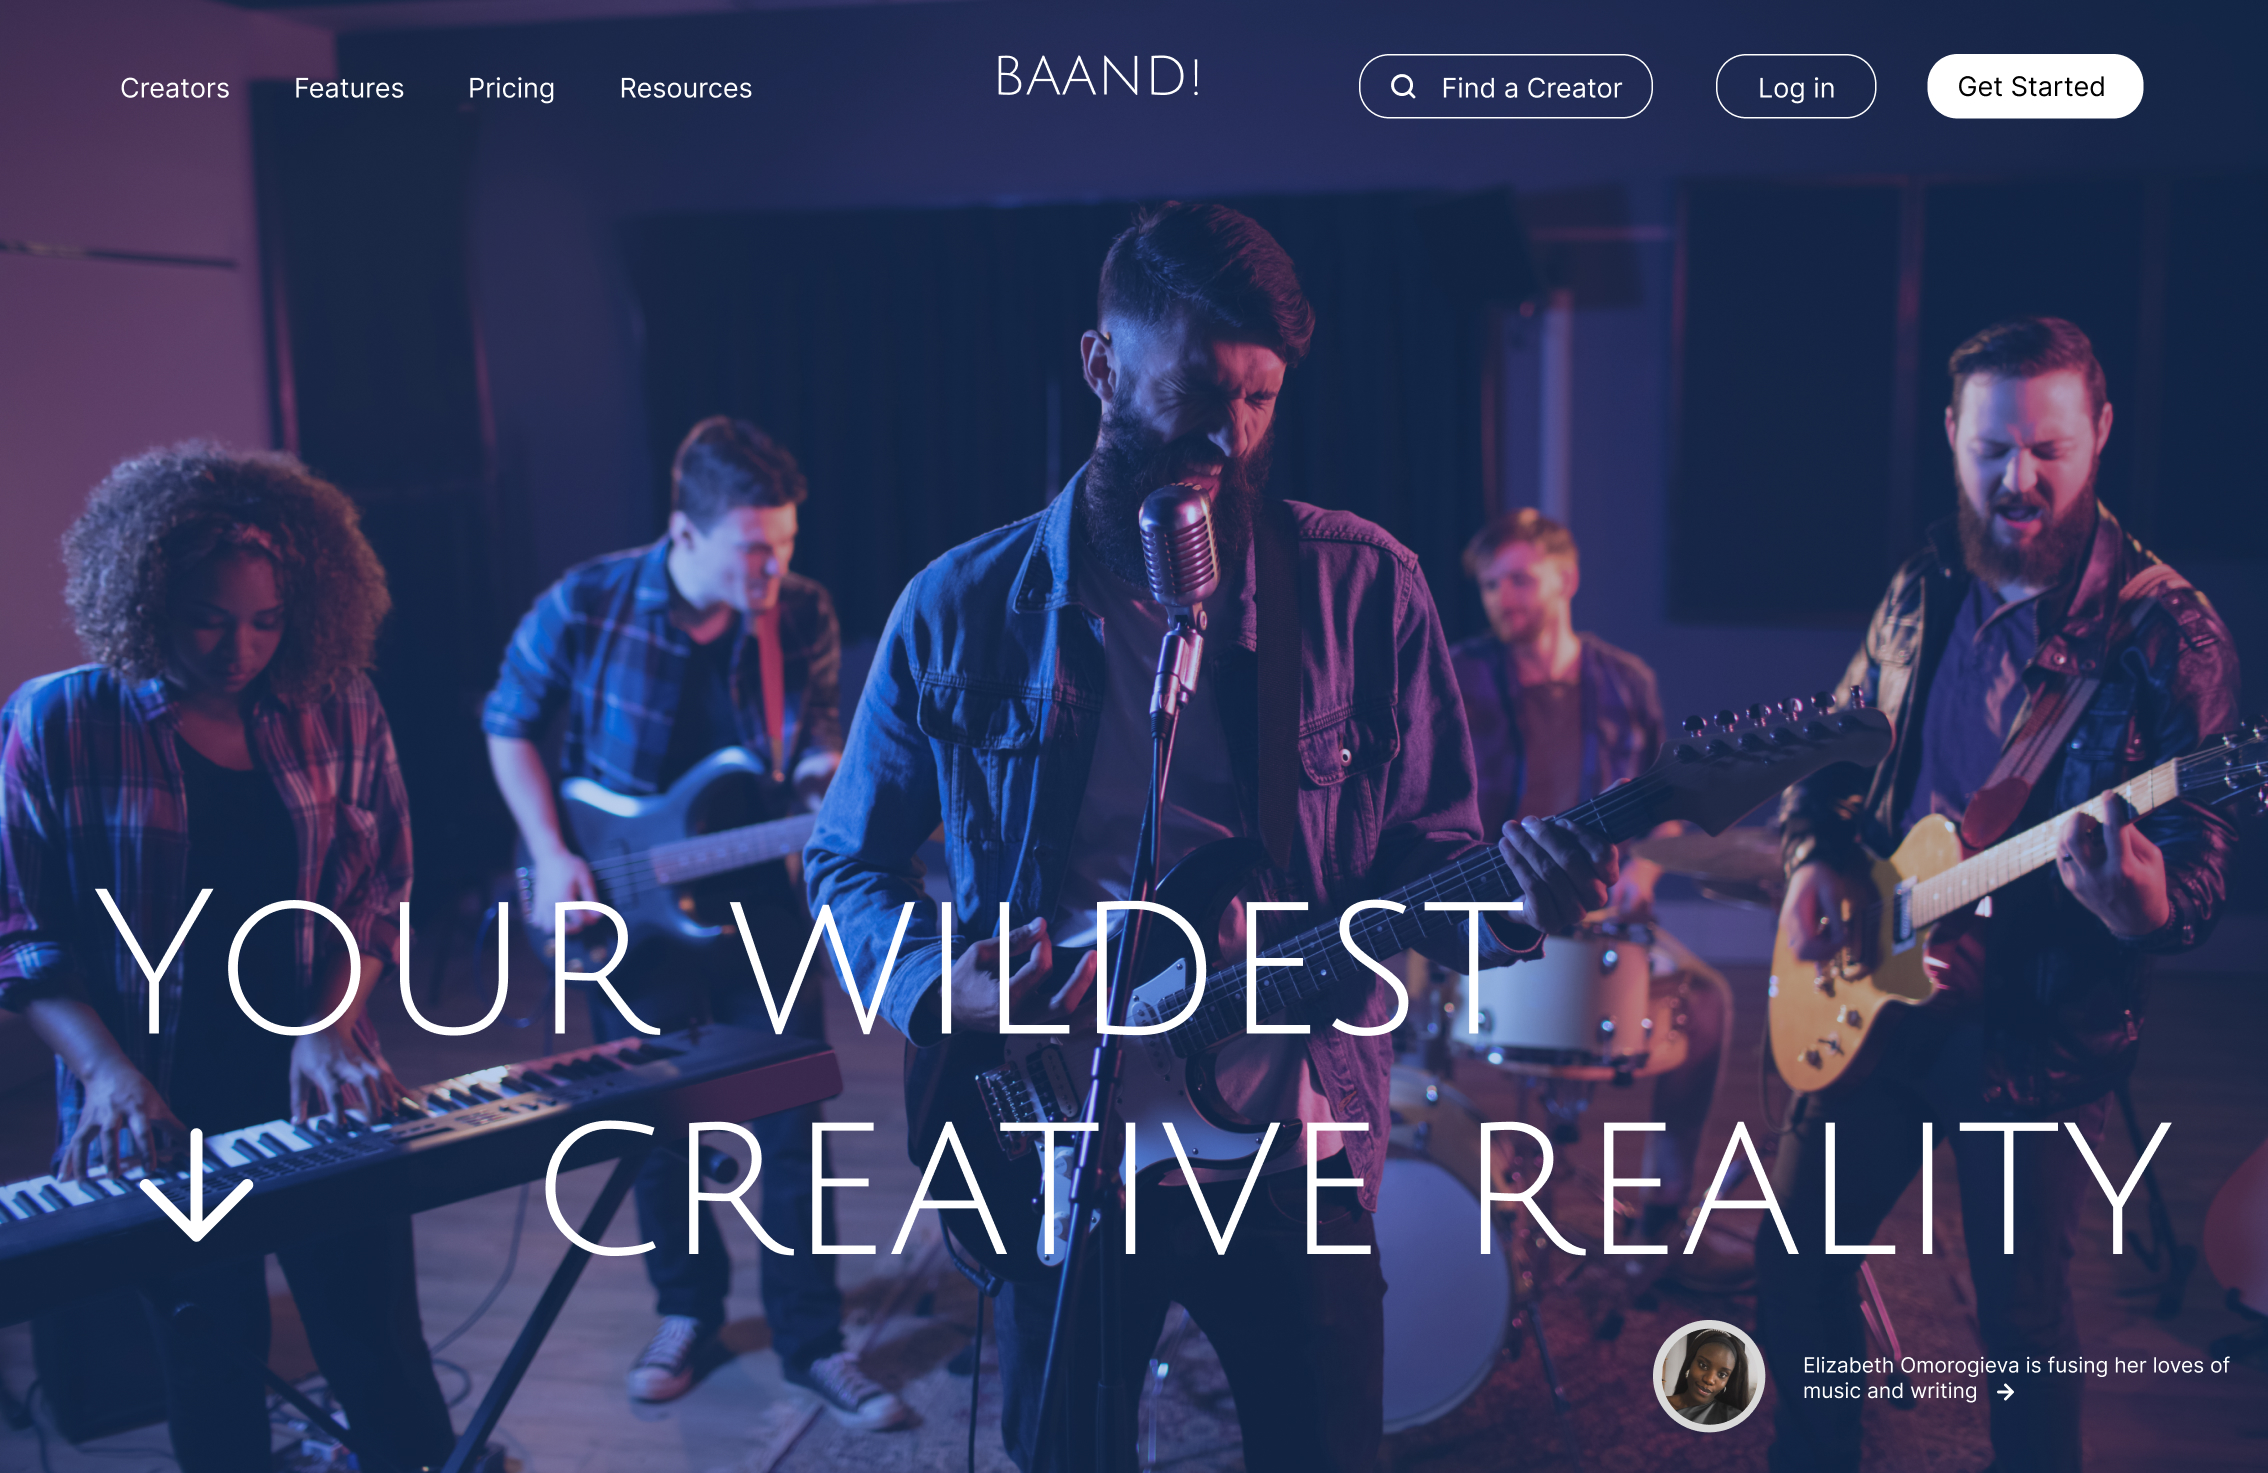 Creators
Features
Pricing
Resources
BAAND!
Find a Creator
Log in
Get Started
YOUR WILDEST
CREATIVE REALITY
Elizabeth Omorogieva is fusing her loves of
music and writing